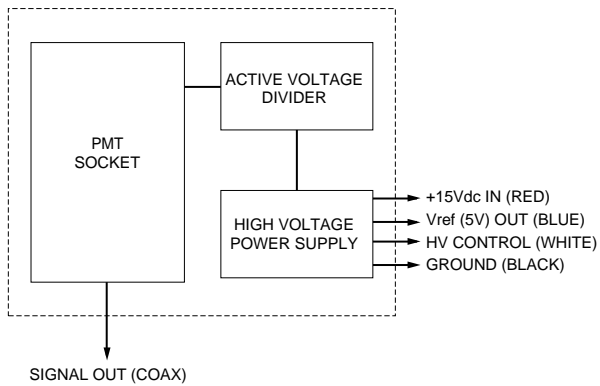 ACTIVE VOLTAGE
DIVIDER
PMT
SOCKET
HIGH VOLTAGE
POWER SUPPLY
+15Vdc IN (RED)
Vref (5V) OUT (BLUE)
HV CONTROL (WHITE)
GROUND (BLACK)
SIGNAL OUT (COAX)